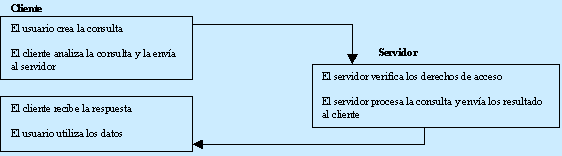 Cliente
El usuario crea la consulta
El cliente analiza la consulta y la envía
al servidor
Servidor
El servidor verifica los derechos de acceso
El servidor procesa la consulta y envía los resultado
al cliente
El cliente recibe la respuesta
El usuario utiliza los datos